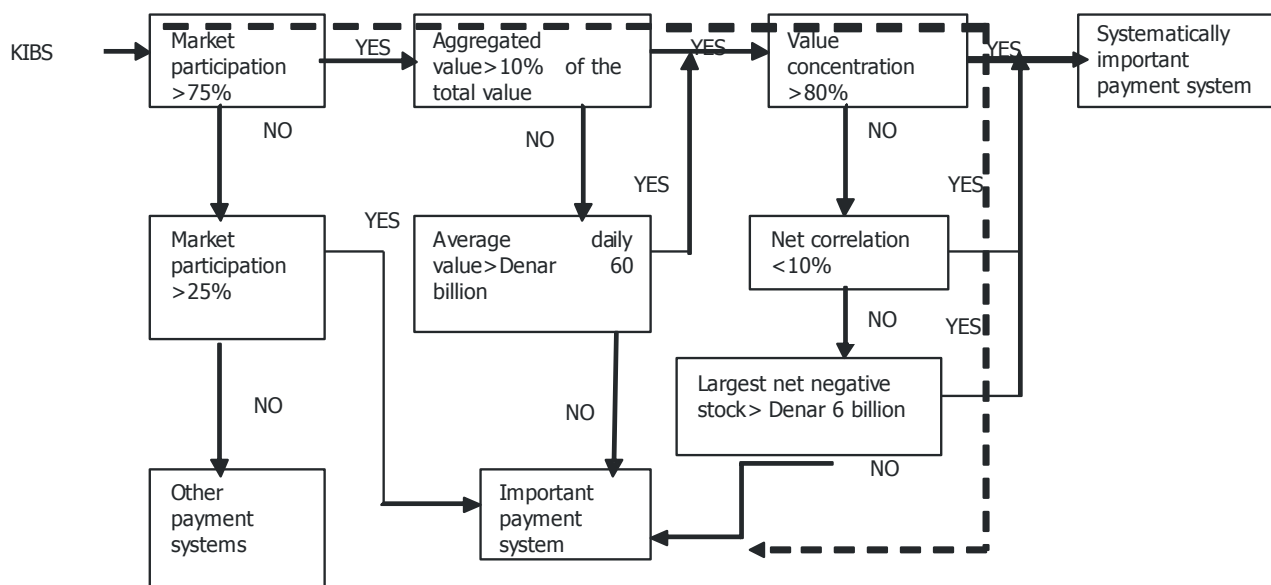 KIBS
Market
participation
>75%
YES
Aggregated
value>10% of the
total value
YES
Value
concentration
>80%
YES
Systematically
important
payment system
NO
NO
NO
YES
YES
YES
Market
participation
>25%
Average daily
value>Denar 60
billion
Net correlation
<10%
NO
YES
Largest net negative
stock> Denar 6 billion
NO
NO
NO
Other
payment
systems
Important
payment
system